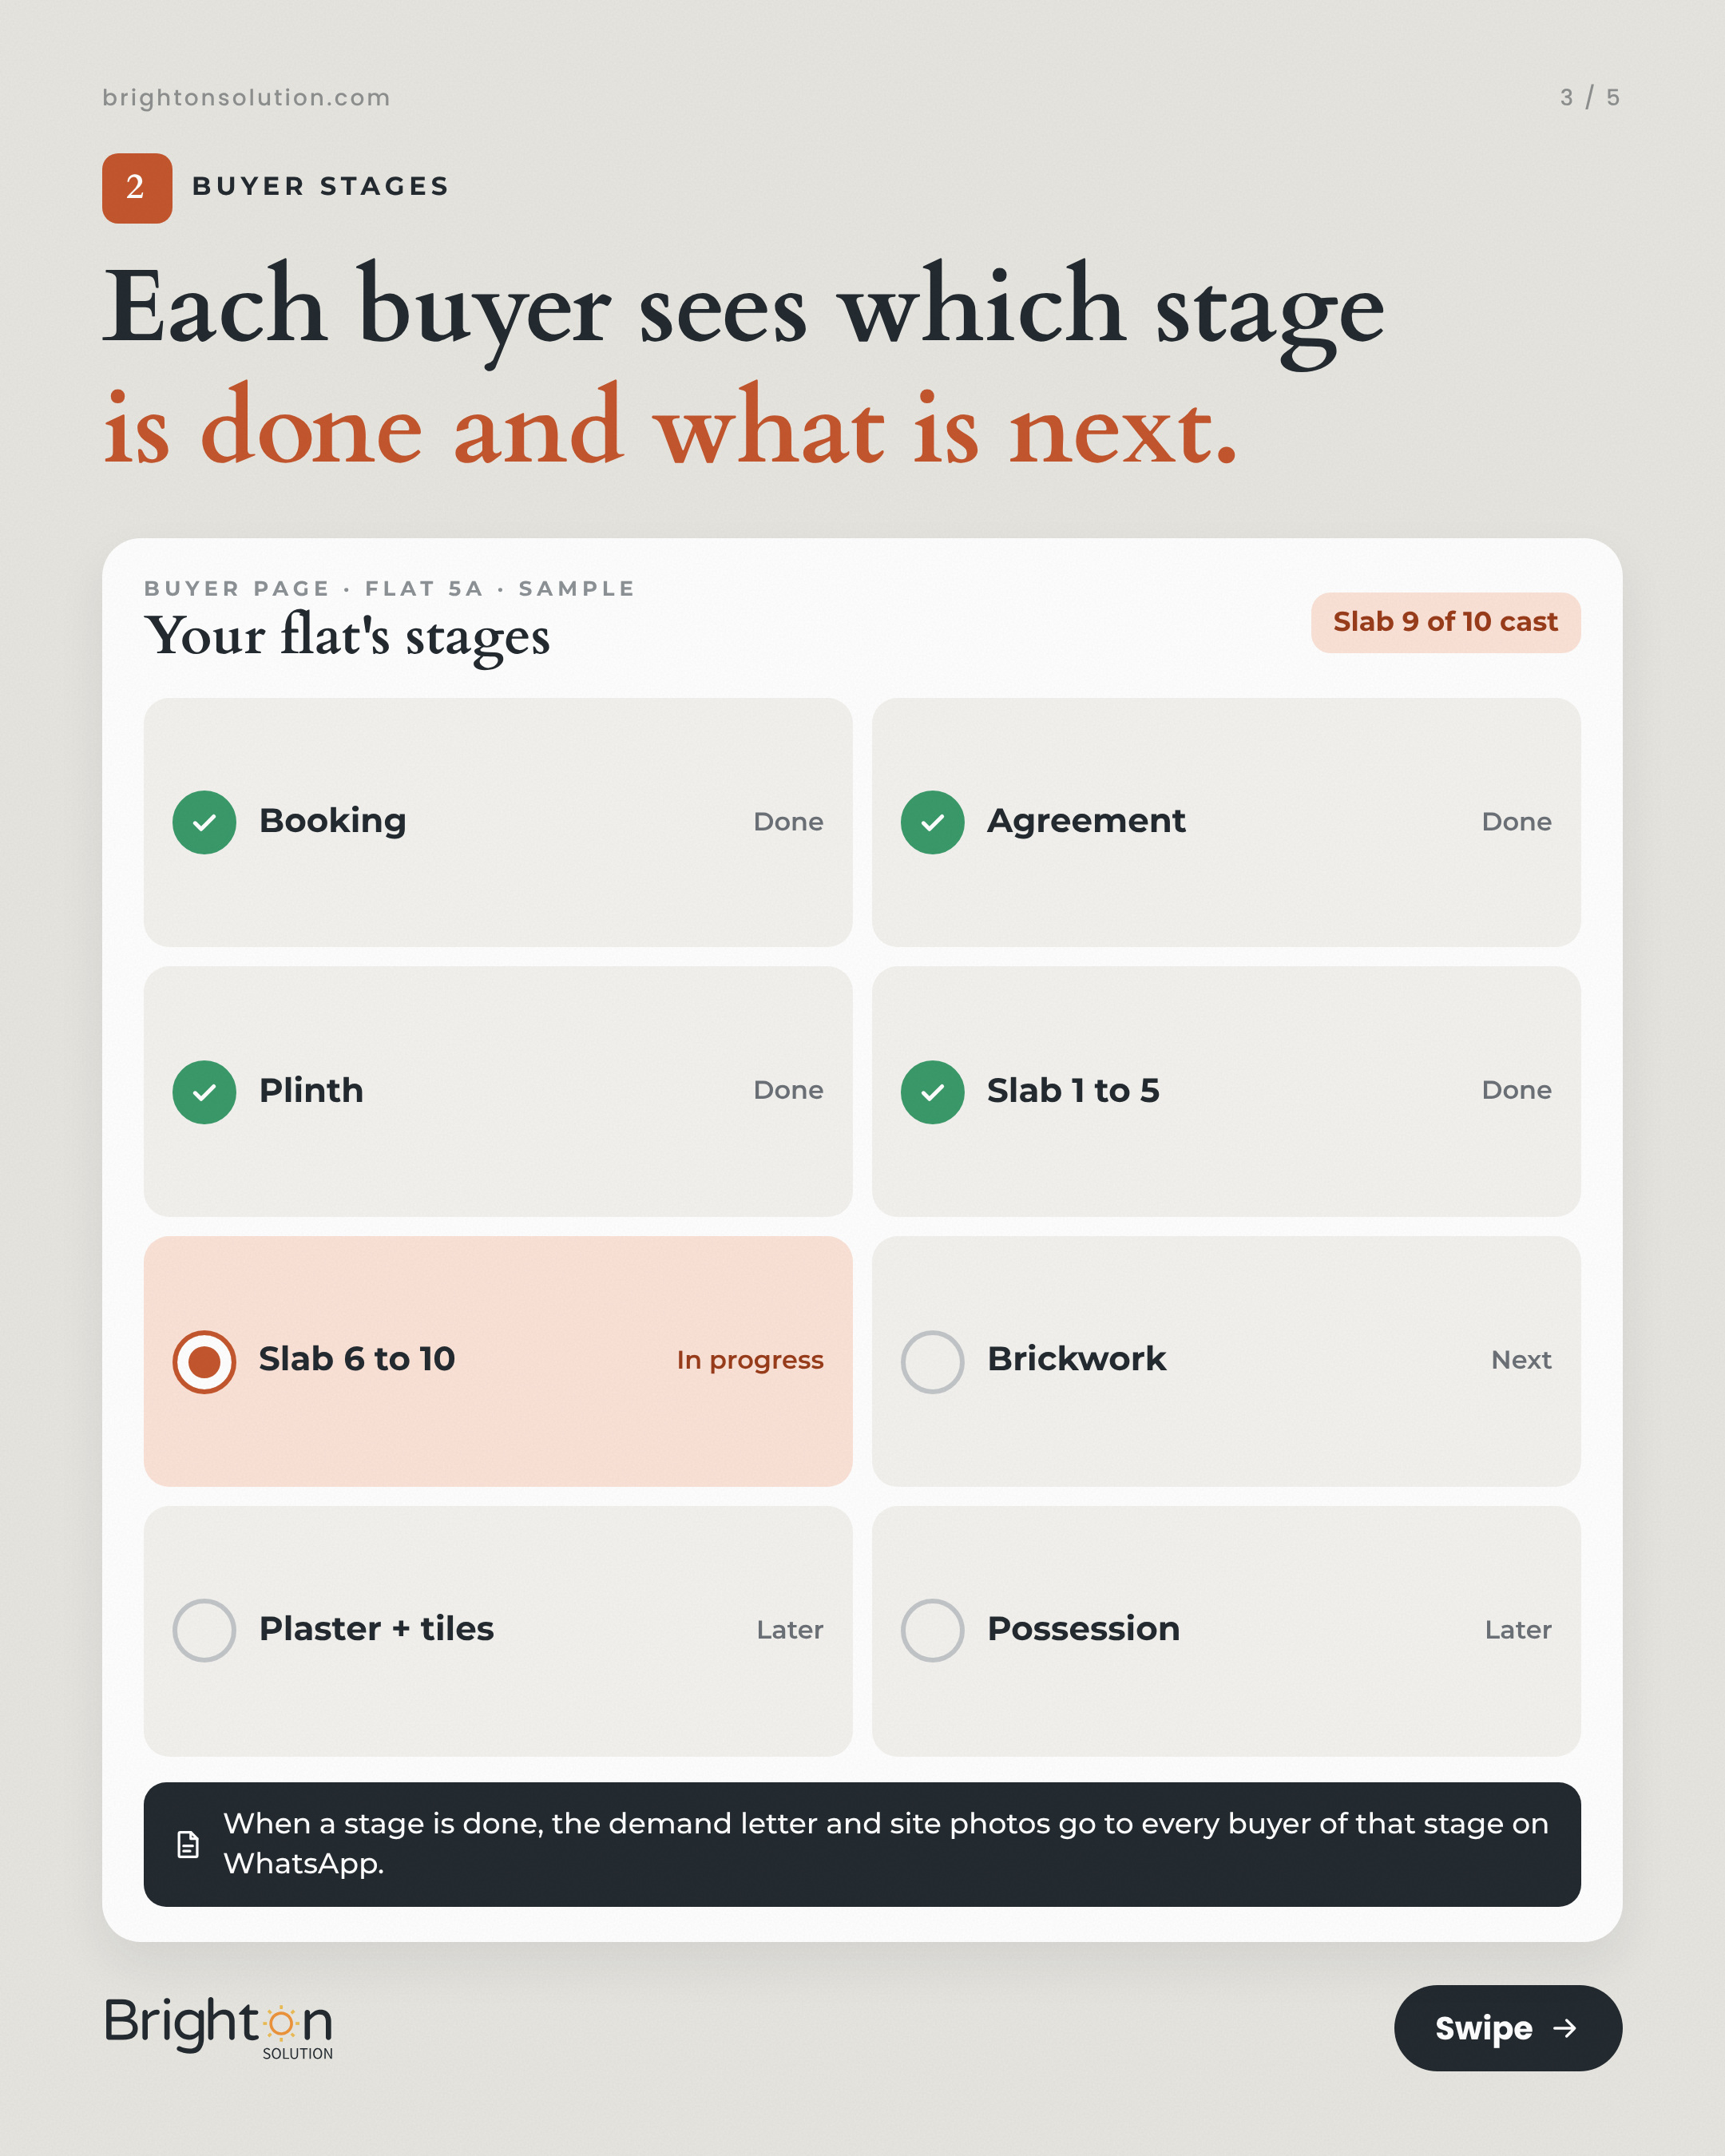 brightonsolution.com
3 / 5
2
BUYER STAGES
Each buyer sees which stage
is done and what is next.
BUYER PAGE · FLAT 5A · SAMPLE
Your flat's stages
Slab 9 of 10 cast
Booking
Done
Agreement
Done
Plinth
Done
Slab 1 to 5
Done
Slab 6 to 10
In progress
Brickwork
Next
Plaster + tiles
Later
Possession
Later
When a stage is done, the demand letter and site photos go to every buyer of that stage on
WhatsApp.
Brighton
SOLUTION
Swipe →